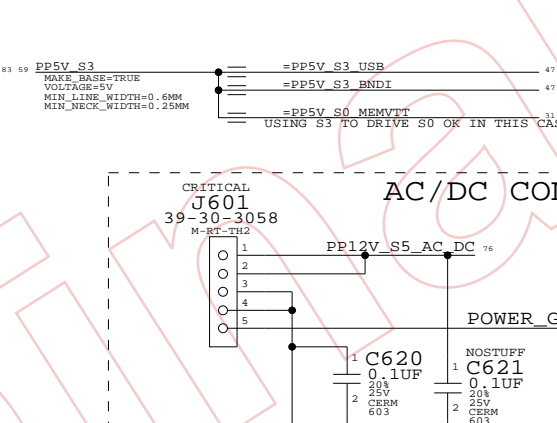 83 59 PP5V_S3
MAKE_BASE=TRUE
VOLTAGE=5V
MIN_LINE_WIDTH=0.6MM
MIN_NECK_WIDTH=0.25MM
=PP5V_S3_USB 47
=PP5V_S3_BNDI 47
=PP5V_S0_MEMVTT 31
USING S3 TO DRIVE S0 OK IN THIS CAS
AC/DC CON
CRITICAL
J601
39-30-3058
M-RT-TH2
1
2
3
4
5
PP12V_S5_AC_DC 76
POWER_G
1 C620
0.1UF
20%
25V
2 CERM
603
NOSTUFF
1 C621
0.1UF
20%
25V
2 CERM
603